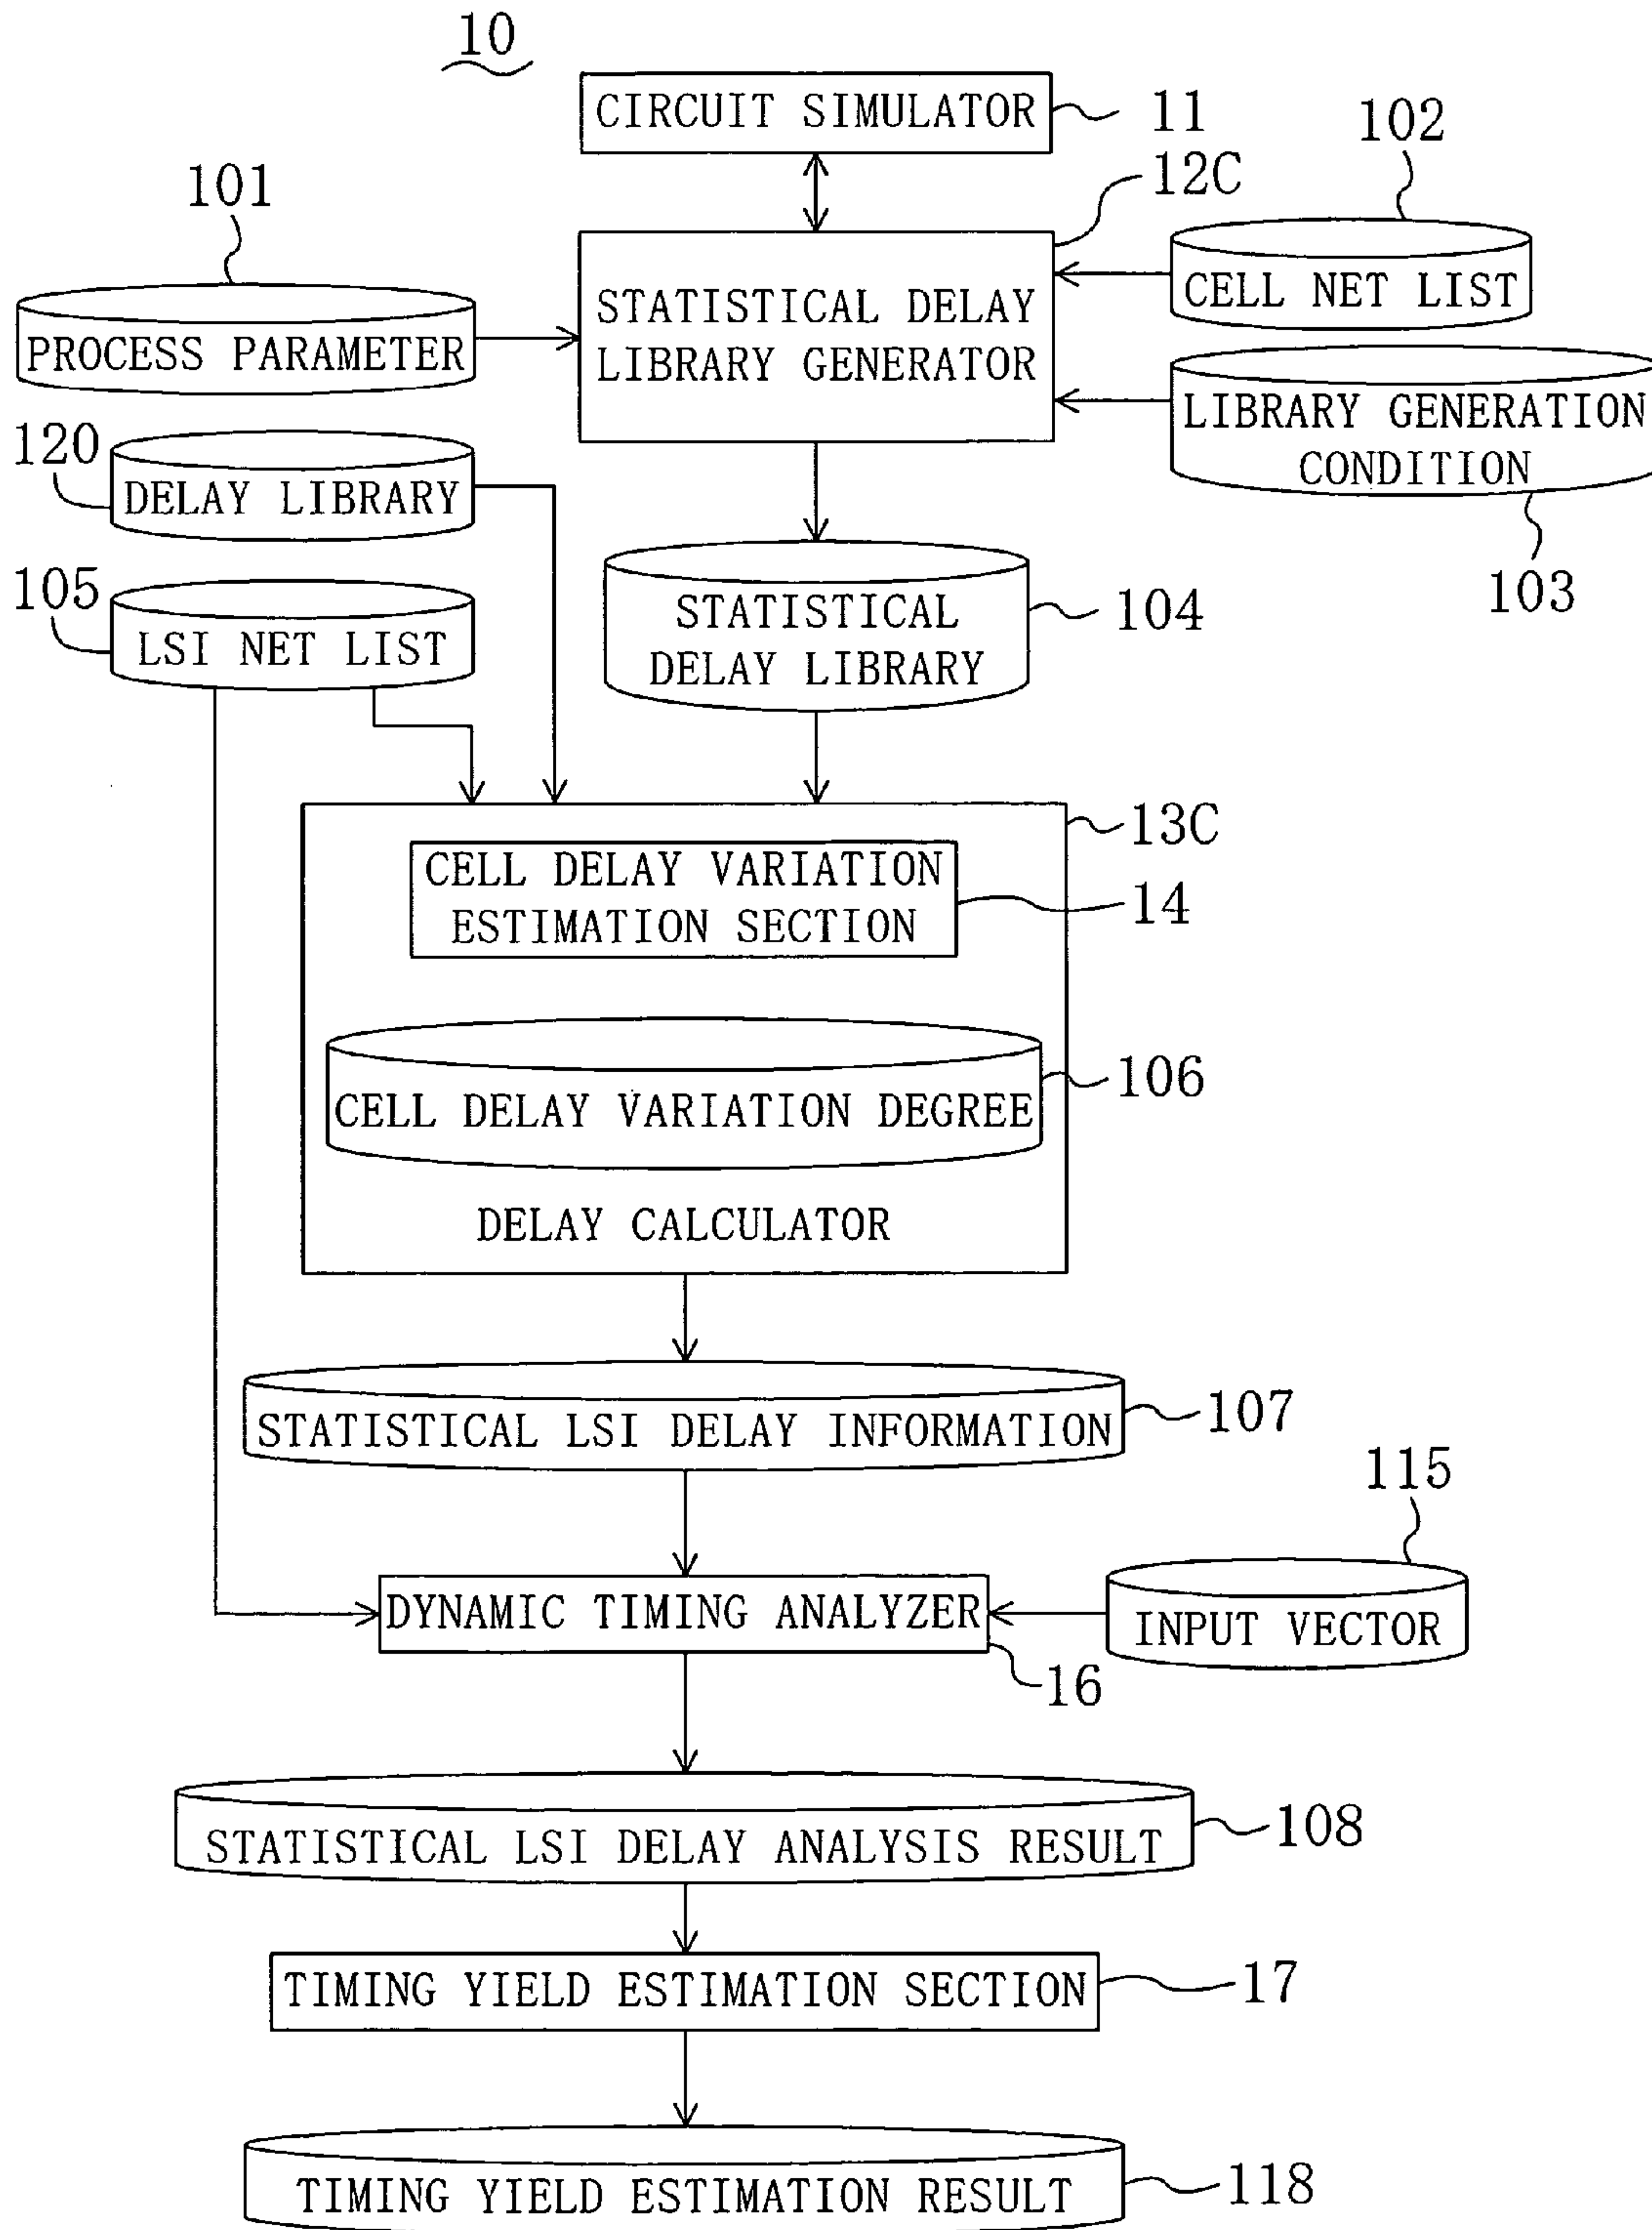 10
CIRCUIT SIMULATOR
11
102
12C
101
CELL NET LIST
PROCESS PARAMETER
STATISTICAL DELAY
LIBRARY GENERATOR
LIBRARY GENERATION
CONDITION
103
120
DELAY LIBRARY
105
LSI NET LIST
STATISTICAL
DELAY LIBRARY
104
13C
CELL DELAY VARIATION
ESTIMATION SECTION
14
CELL DELAY VARIATION DEGREE
106
DELAY CALCULATOR
STATISTICAL LSI DELAY INFORMATION
107
115
DYNAMIC TIMING ANALYZER
INPUT VECTOR
16
STATISTICAL LSI DELAY ANALYSIS RESULT
108
TIMING YIELD ESTIMATION SECTION
17
TIMING YIELD ESTIMATION RESULT
118